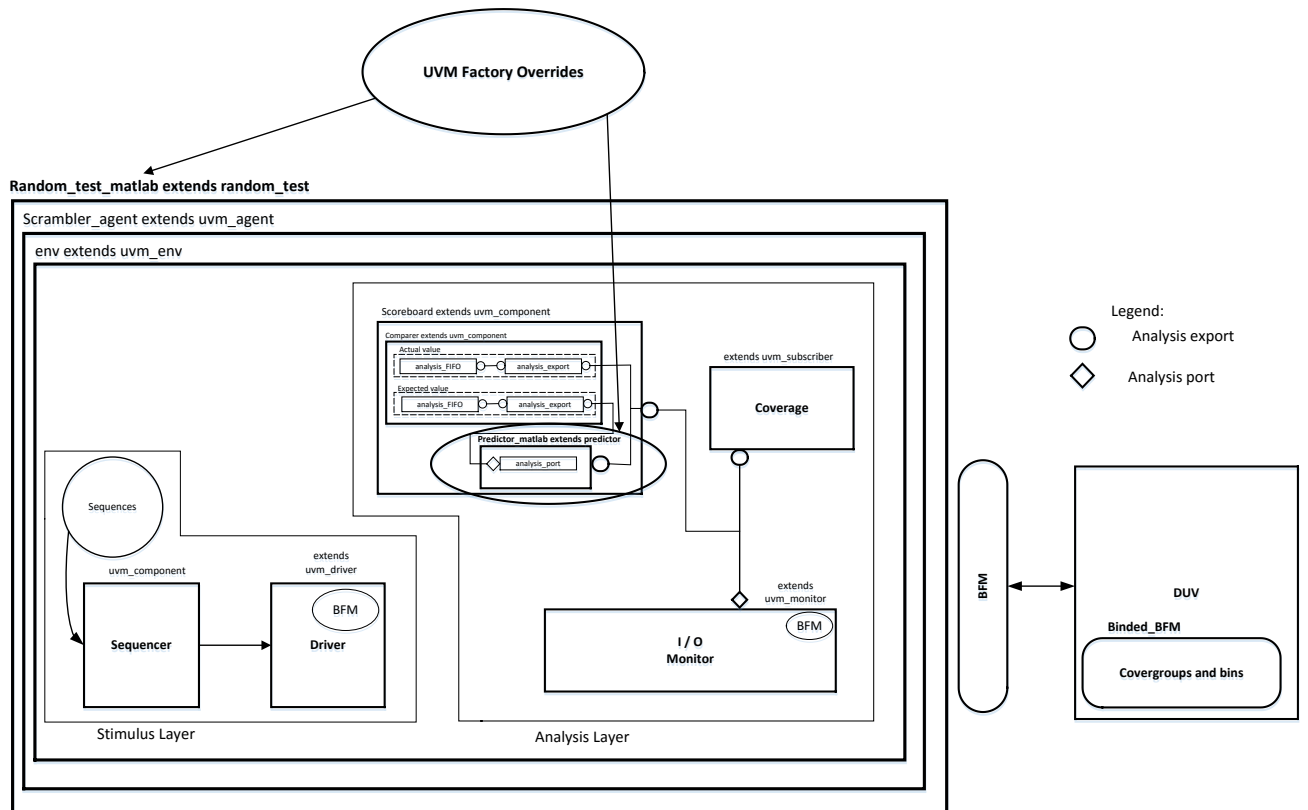 UVM Factory Overrides
Random_test_matlab extends random_test
Scrambler_agent extends uvm_agent
env extends uvm_env
Scoreboard extends uvm_component
Comparer extends uvm_component
Actual value
analysis_FIFO
analysis_export
Expected value
analysis_FIFO
analysis_export
Predictor_matlab extends predictor
analysis_port
extends uvm_subscriber
Coverage
Legend:
Analysis export
Analysis port
Sequences
uvm_component
Sequencer
extends
uvm_driver
BFM
Driver
extends
uvm_monitor
BFM
I / O
Monitor
Stimulus Layer
Analysis Layer
BFM
DUV
Binded_BFM
Covergroups and bins